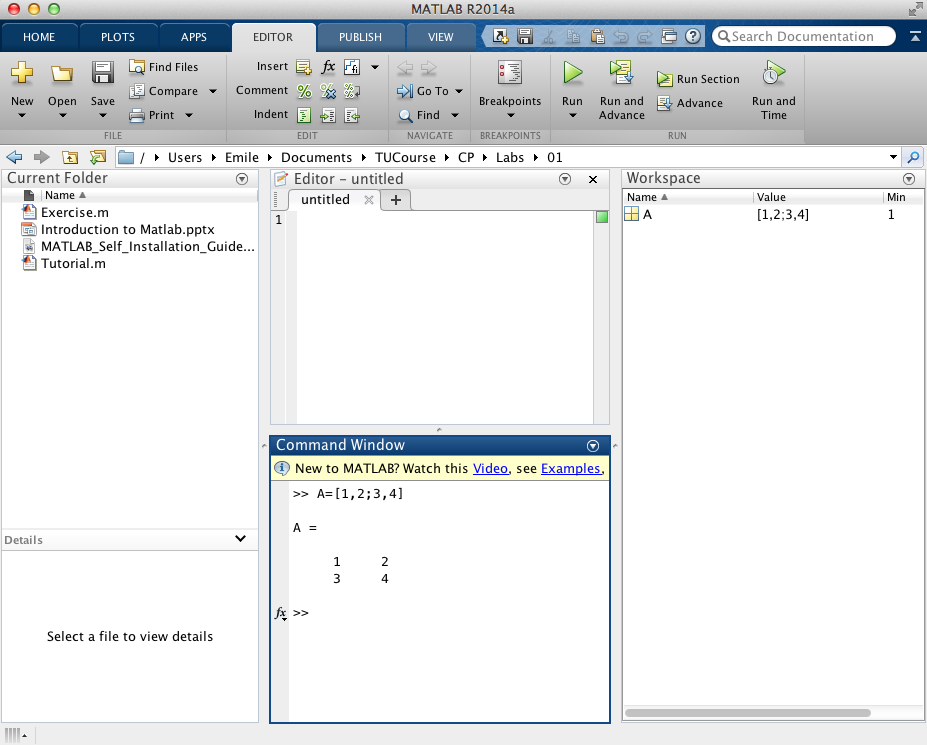 MATLAB R2014a
HOME PLOTS APPS EDITOR PUBLISH VIEW Search Documentation
New Open Save Find Files Compare Print
FILE
Insert fx
Comment
Indent
EDIT
Go To
Find
NAVIGATE
Breakpoints
BREAKPOINTS
Run Run and Advance Run Section Advance Run and Time
RUN
/ Users Emile Documents TUCourse CP Labs 01
Current Folder
Name
Exercise.m
Introduction to Matlab.pptx
MATLAB_Self_Installation_Guide...
Tutorial.m
Details
Select a file to view details
Editor – untitled
untitled +
1
Command Window
New to MATLAB? Watch this Video, see Examples,
>> A=[1,2;3,4]
A =
1 2
3 4
fx >>
Workspace
Name Value Min
A [1,2;3,4] 1